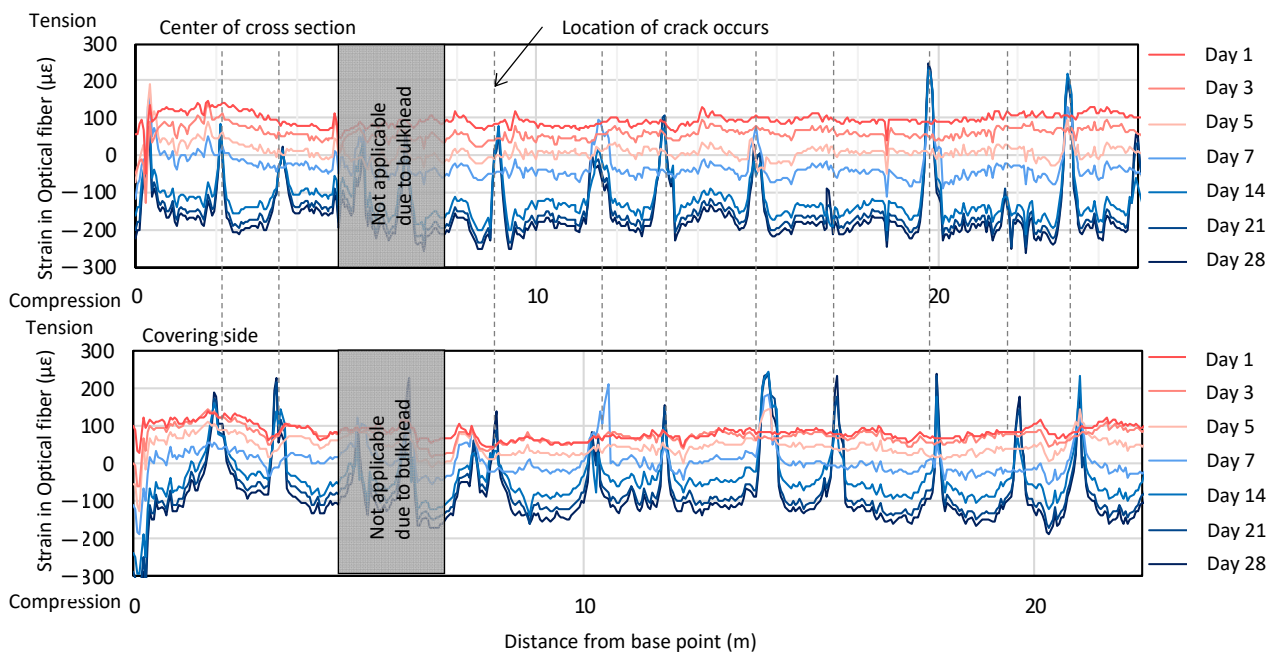 Tension
Center of cross section
Location of crack occurs
Strain in Optical fiber (με)
300
200
100
0
－100
－200
－300
Compression
Not applicable
due to bulkhead
0
10
20
Day 1
Day 3
Day 5
Day 7
Day 14
Day 21
Day 28
Tension
Covering side
Strain in Optical fiber (με)
300
200
100
0
－100
－200
－300
Compression
Not applicable
due to bulkhead
0
10
20
Day 1
Day 3
Day 5
Day 7
Day 14
Day 21
Day 28
Distance from base point (m)